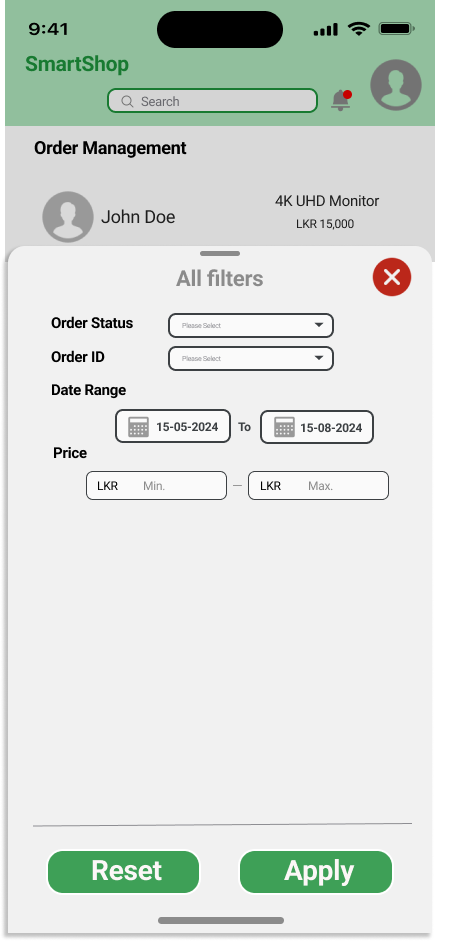 9:41
SmartShop
Search
Order Management
John Doe
4K UHD Monitor
LKR 15,000
All filters
Order Status
Please Select
Order ID
Please Select
Date Range
15-05-2024 To 15-08-2024
Price
LKR Min. – LKR Max.
Reset Apply